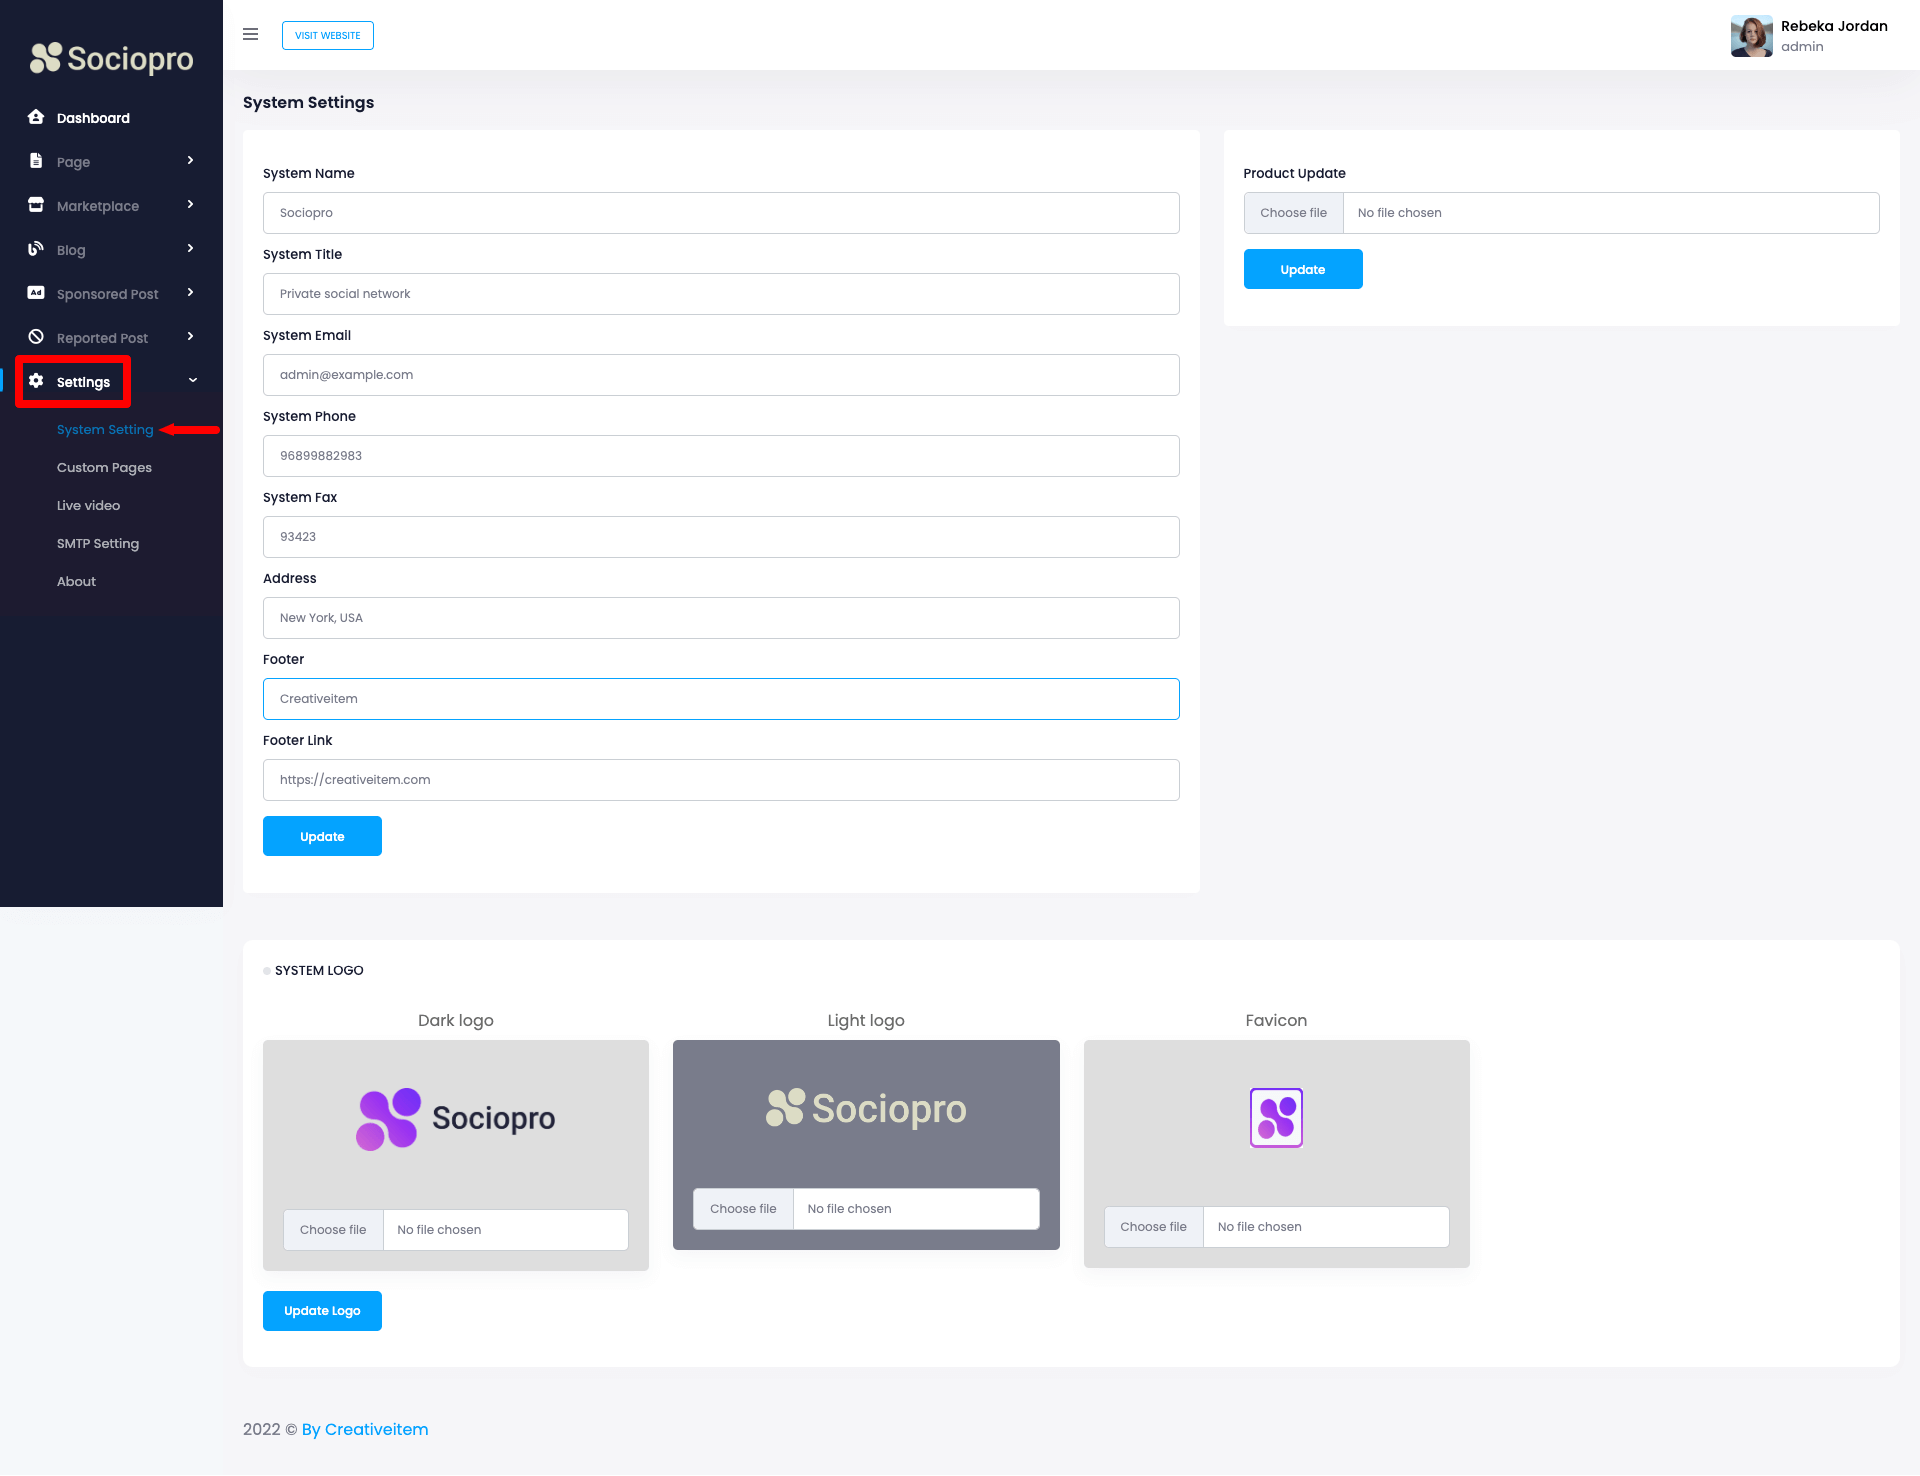 Sociopro
VISIT WEBSITE
Rebeka Jordan
admin
Dashboard
Page
Marketplace
Blog
Ad
Sponsored Post
Reported Post
Settings
System Setting
Custom Pages
Live video
SMTP Setting
About
System Settings
System Name
Sociopro
System Title
Private social network
System Email
admin@example.com
System Phone
96899882983
System Fax
93423
Address
New York, USA
Footer
Creativeitem
Footer Link
https://creativeitem.com
Update
Product Update
Choose file No file chosen
Update
SYSTEM LOGO
Dark logo
Sociopro
Choose file No file chosen
Light logo
Sociopro
Choose file No file chosen
Favicon
Choose file No file chosen
Update Logo
2022 © By Creativeitem